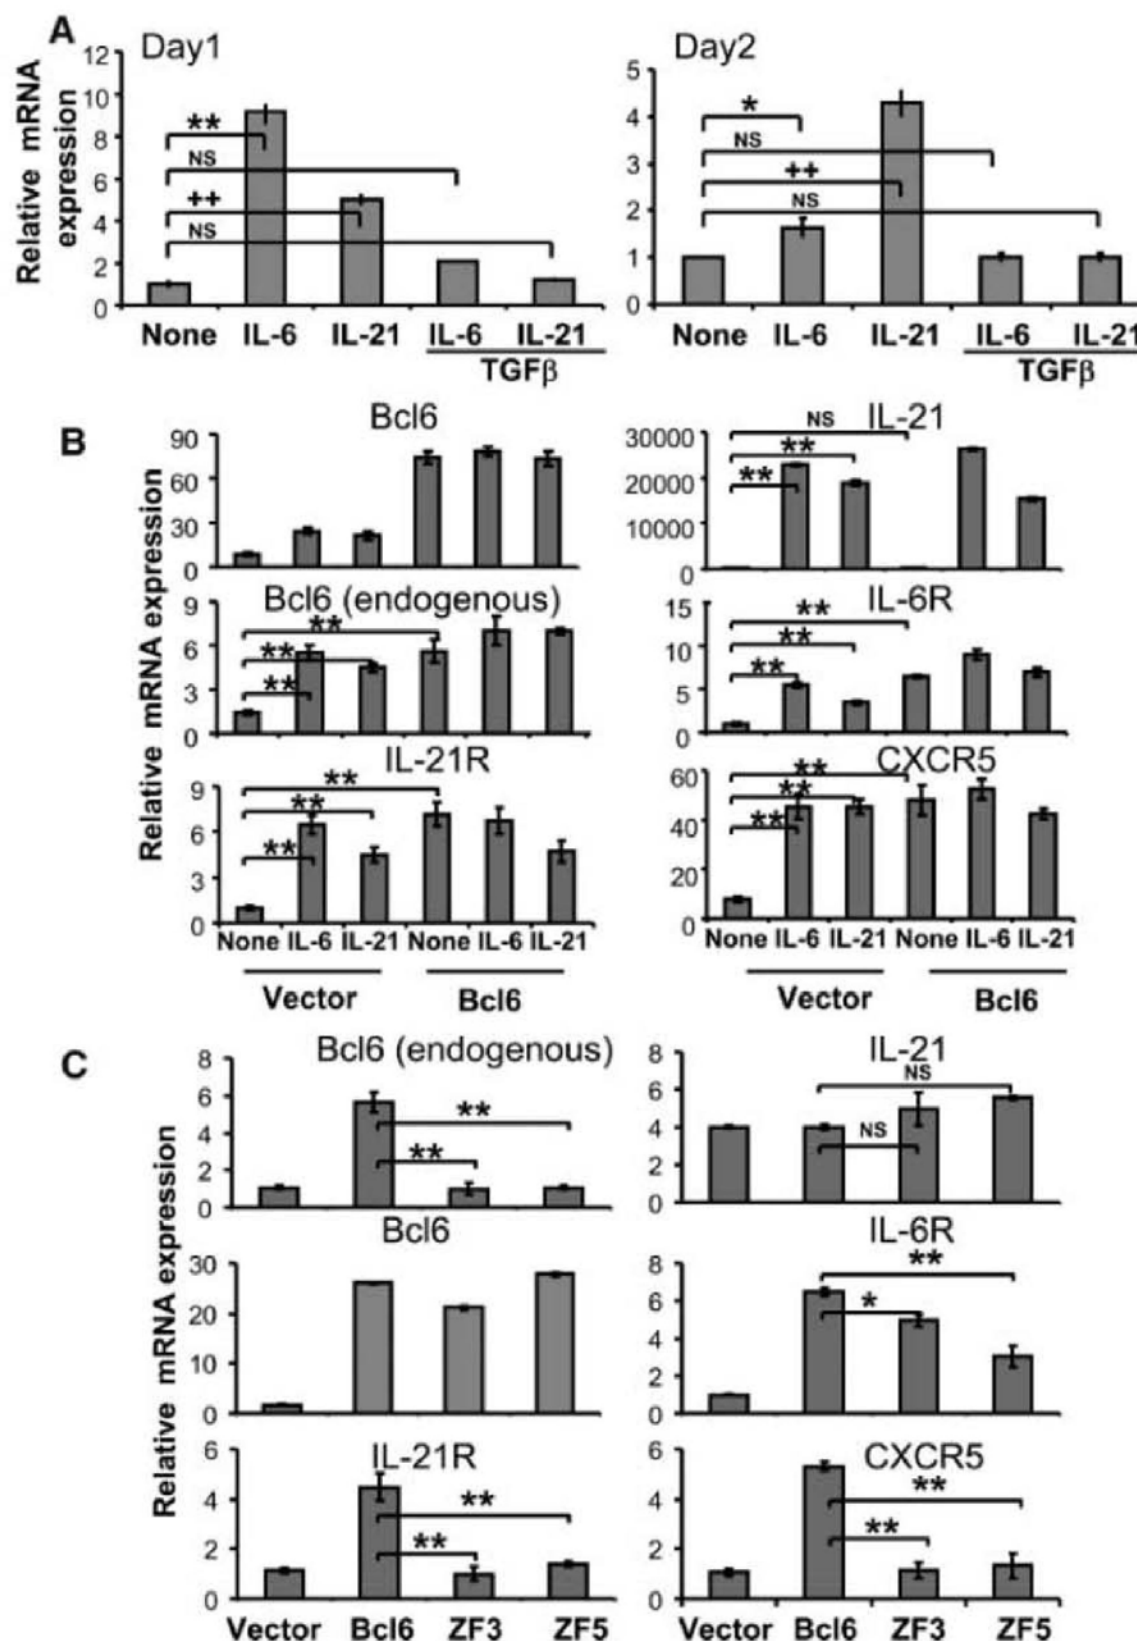 A
Day1
Relative mRNA
expression
12
10
8
6
4
2
0
**
NS
++
NS
None IL-6 IL-21 IL-6 IL-21
TGFβ
Day2
5
4
3
2
1
0
*
NS
++
NS
None IL-6 IL-21 IL-6 IL-21
TGFβ
B
Relative mRNA expression
Bcl6
90
60
30
0
IL-21
30000
20000
10000
0
NS
**
**
Bcl6 (endogenous)
9
6
3
0
**
**
**
IL-6R
15
10
5
0
**
**
**
IL-21R
9
6
3
0
**
**
**
None IL-6 IL-21 None IL-6 IL-21
Vector Bcl6
CXCR5
60
40
20
0
**
**
**
None IL-6 IL-21 None IL-6 IL-21
Vector Bcl6
C
Relative mRNA expression
Bcl6 (endogenous)
8
6
4
2
0
**
**
IL-21
8
6
4
2
0
NS
NS
Bcl6
30
20
10
0
IL-6R
8
6
4
2
0
**
*
IL-21R
6
4
2
0
**
**
Vector Bcl6 ZF3 ZF5
CXCR5
6
4
2
0
**
**
Vector Bcl6 ZF3 ZF5